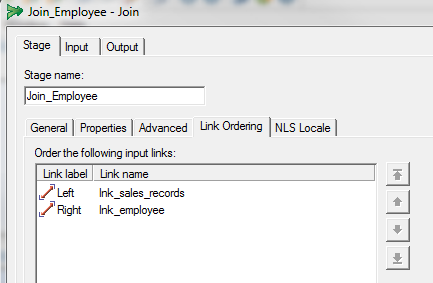 Join_Employee - Join
Stage Input Output
Stage name:
Join_Employee
General Properties Advanced Link Ordering NLS Locale
Order the following input links:
Link label Link name
Left lnk_sales_records
Right lnk_employee